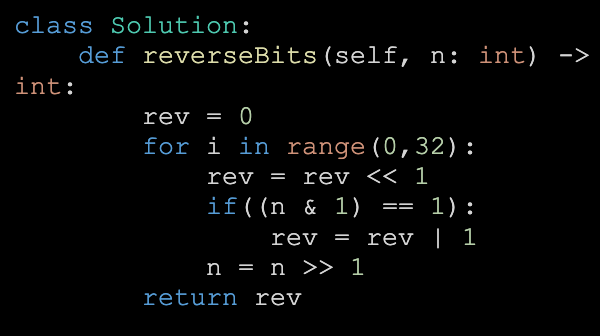 class Solution:
    def reverseBits(self, n: int) ->
int:
        rev = 0
        for i in range(0,32):
            rev = rev << 1
            if((n & 1) == 1):
                rev = rev | 1
            n = n >> 1
        return rev